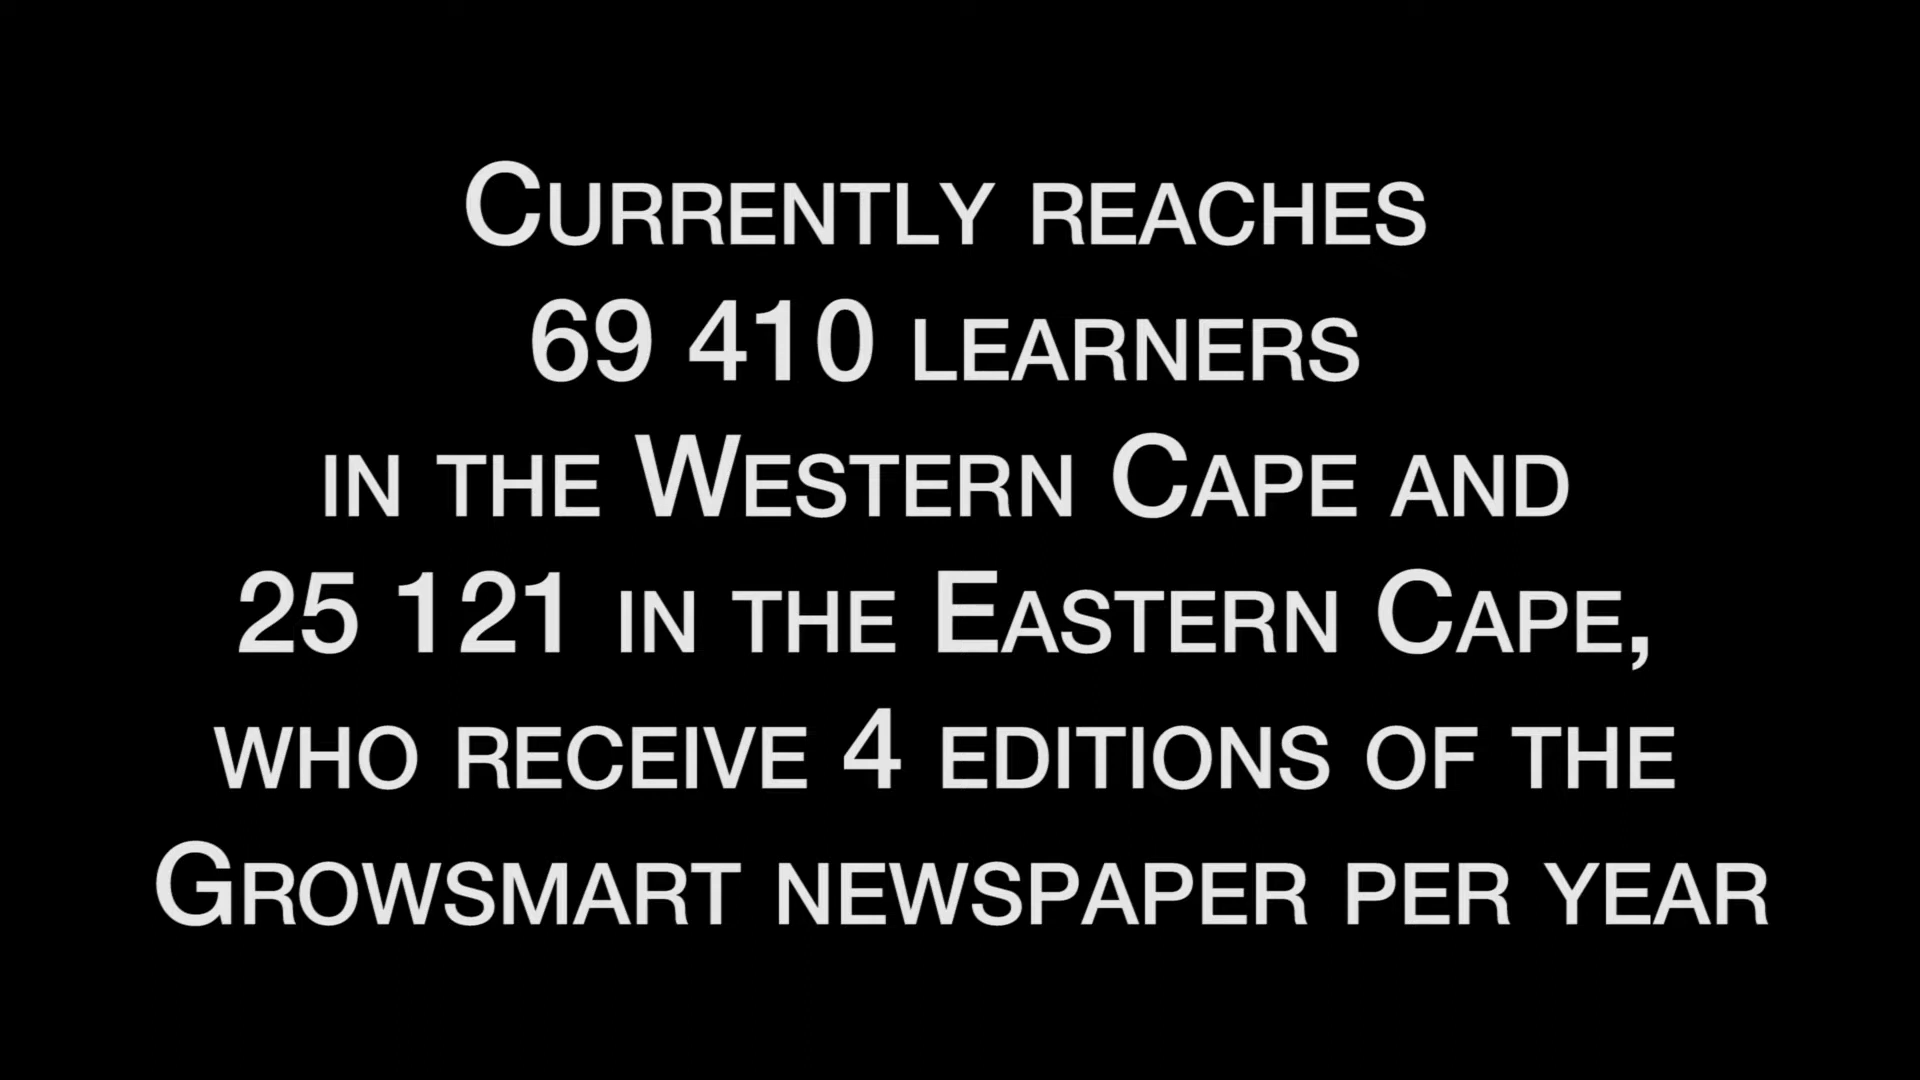 Currently reaches
69 410 learners
in the Western Cape and
25 121 in the Eastern Cape,
who receive 4 editions of the
Growsmart newspaper per year